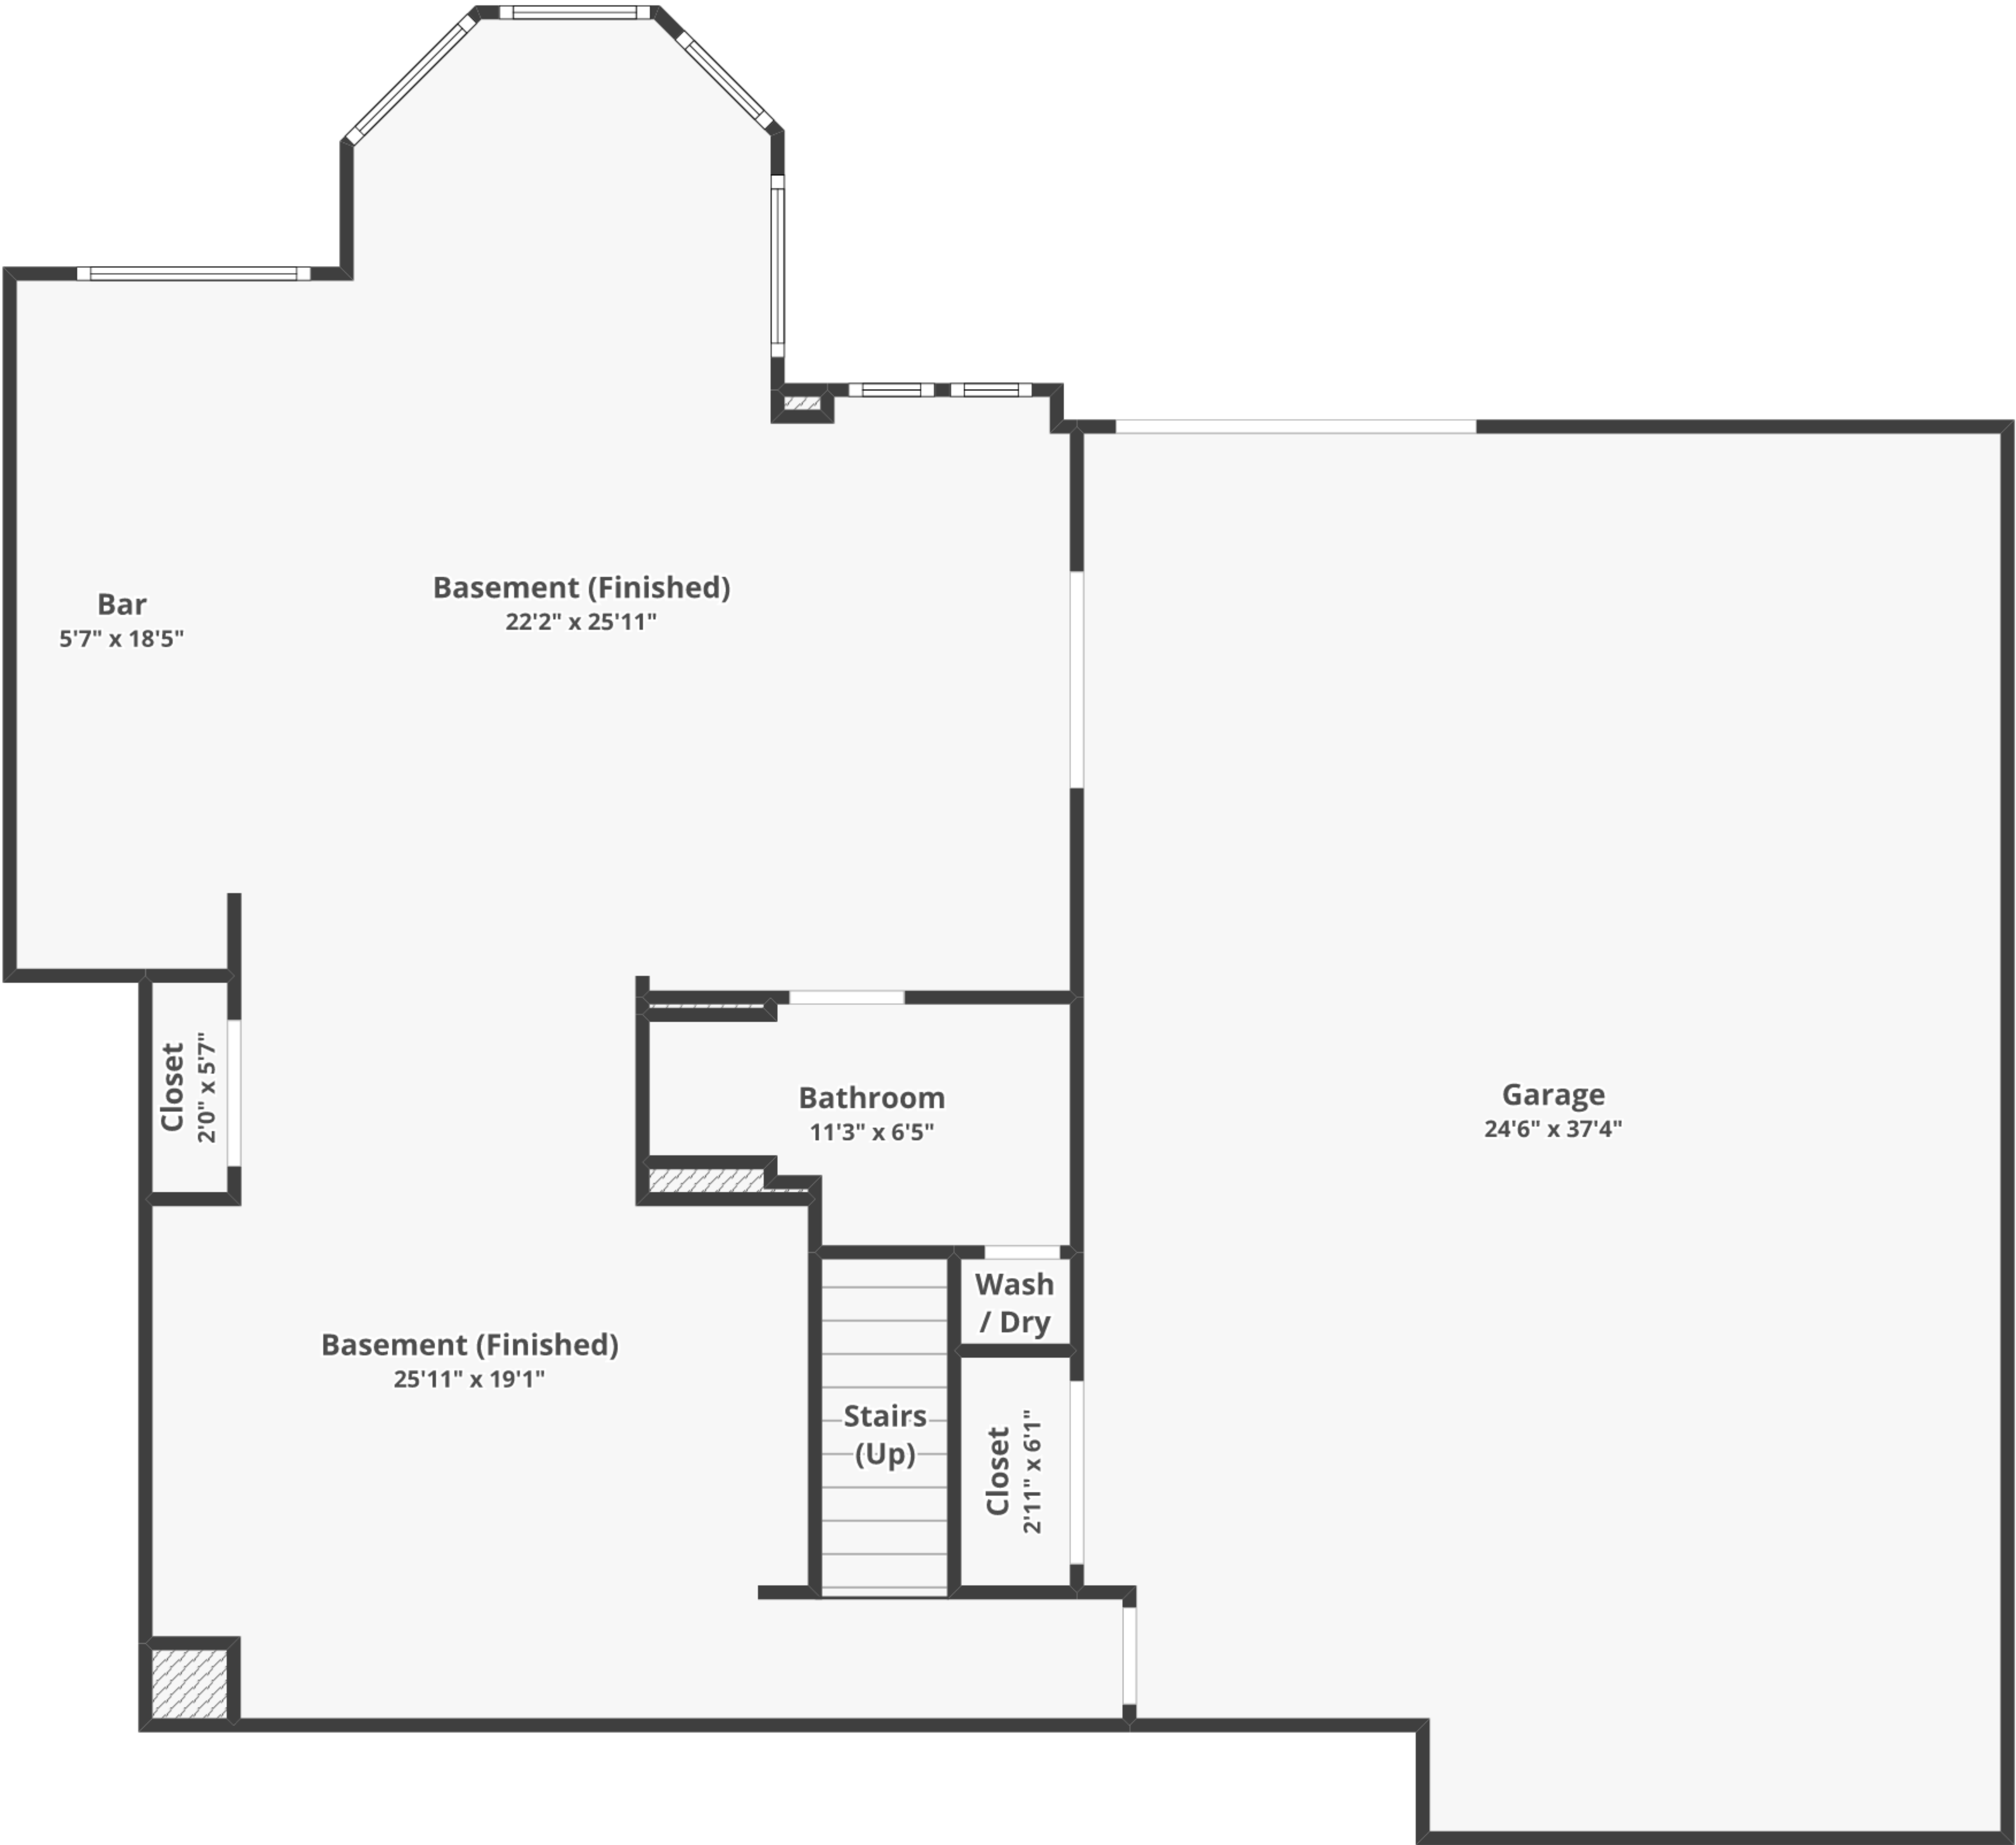 Basement (Finished)
22'2" x 25'11"
Bar
5'7" x 18'5"
Closet
2'0" x 5'7"
Bathroom
11'3" x 6'5"
Garage
24'6" x 37'4"
Wash
/ Dry
Basement (Finished)
25'11" x 19'1"
Stairs
(Up)
Closet
2'11" x 6'1"